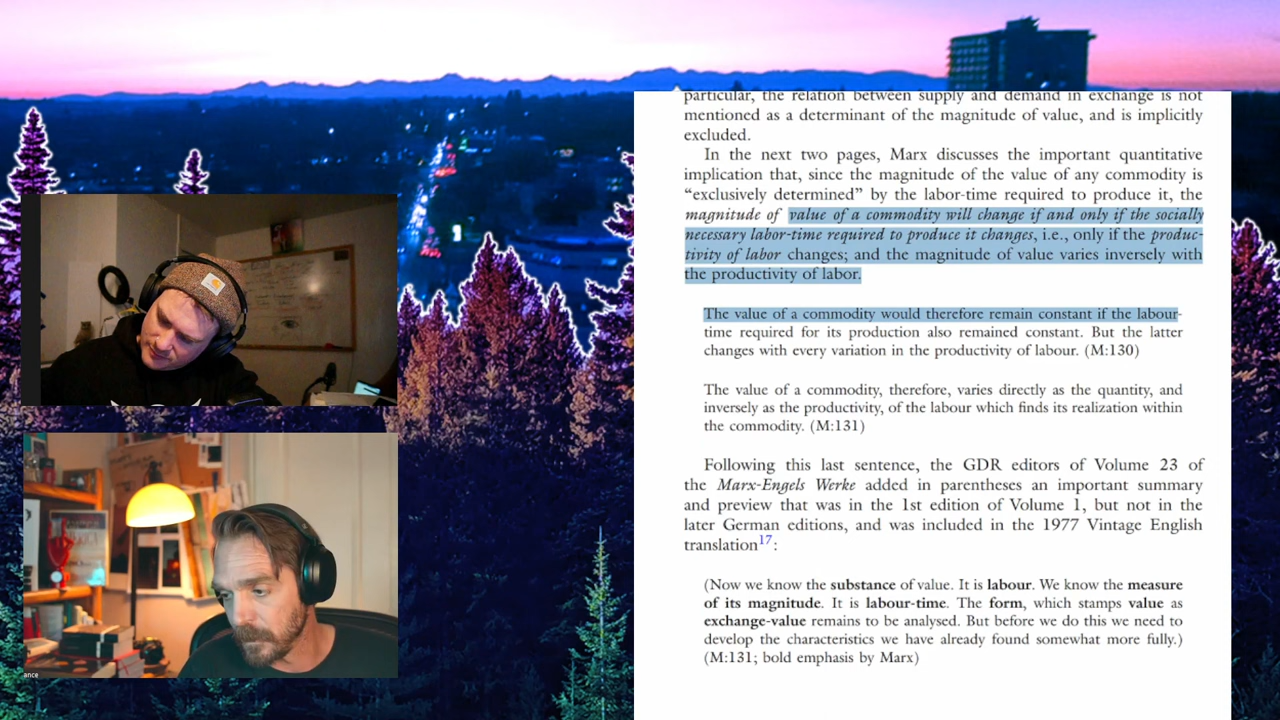 particular, the relation between supply and demand in exchange is not
mentioned as a determinant of the magnitude of value, and is implicitly
excluded.
In the next two pages, Marx discusses the important quantitative
implication that, since the magnitude of the value of any commodity is
“exclusively determined” by the labor-time required to produce it, the
magnitude of value of a commodity will change if and only if the socially
necessary labor-time required to produce it changes, i.e., only if the produc-
tivity of labor changes; and the magnitude of value varies inversely with
the productivity of labor.
The value of a commodity would therefore remain constant if the labour-
time required for its production also remained constant. But the latter
changes with every variation in the productivity of labour. (M:130)
The value of a commodity, therefore, varies directly as the quantity, and
inversely as the productivity, of the labour which finds its realization within
the commodity. (M:131)
Following this last sentence, the GDR editors of Volume 23 of
the Marx-Engels Werke added in parentheses an important summary
and preview that was in the 1st edition of Volume 1, but not in the
later German editions, and was included in the 1977 Vintage English
translation17:
(Now we know the substance of value. It is labour. We know the measure
of its magnitude. It is labour-time. The form, which stamps value as
exchange-value remains to be analysed. But before we do this we need to
develop the characteristics we have already found somewhat more fully.)
(M:131; bold emphasis by Marx)
ance